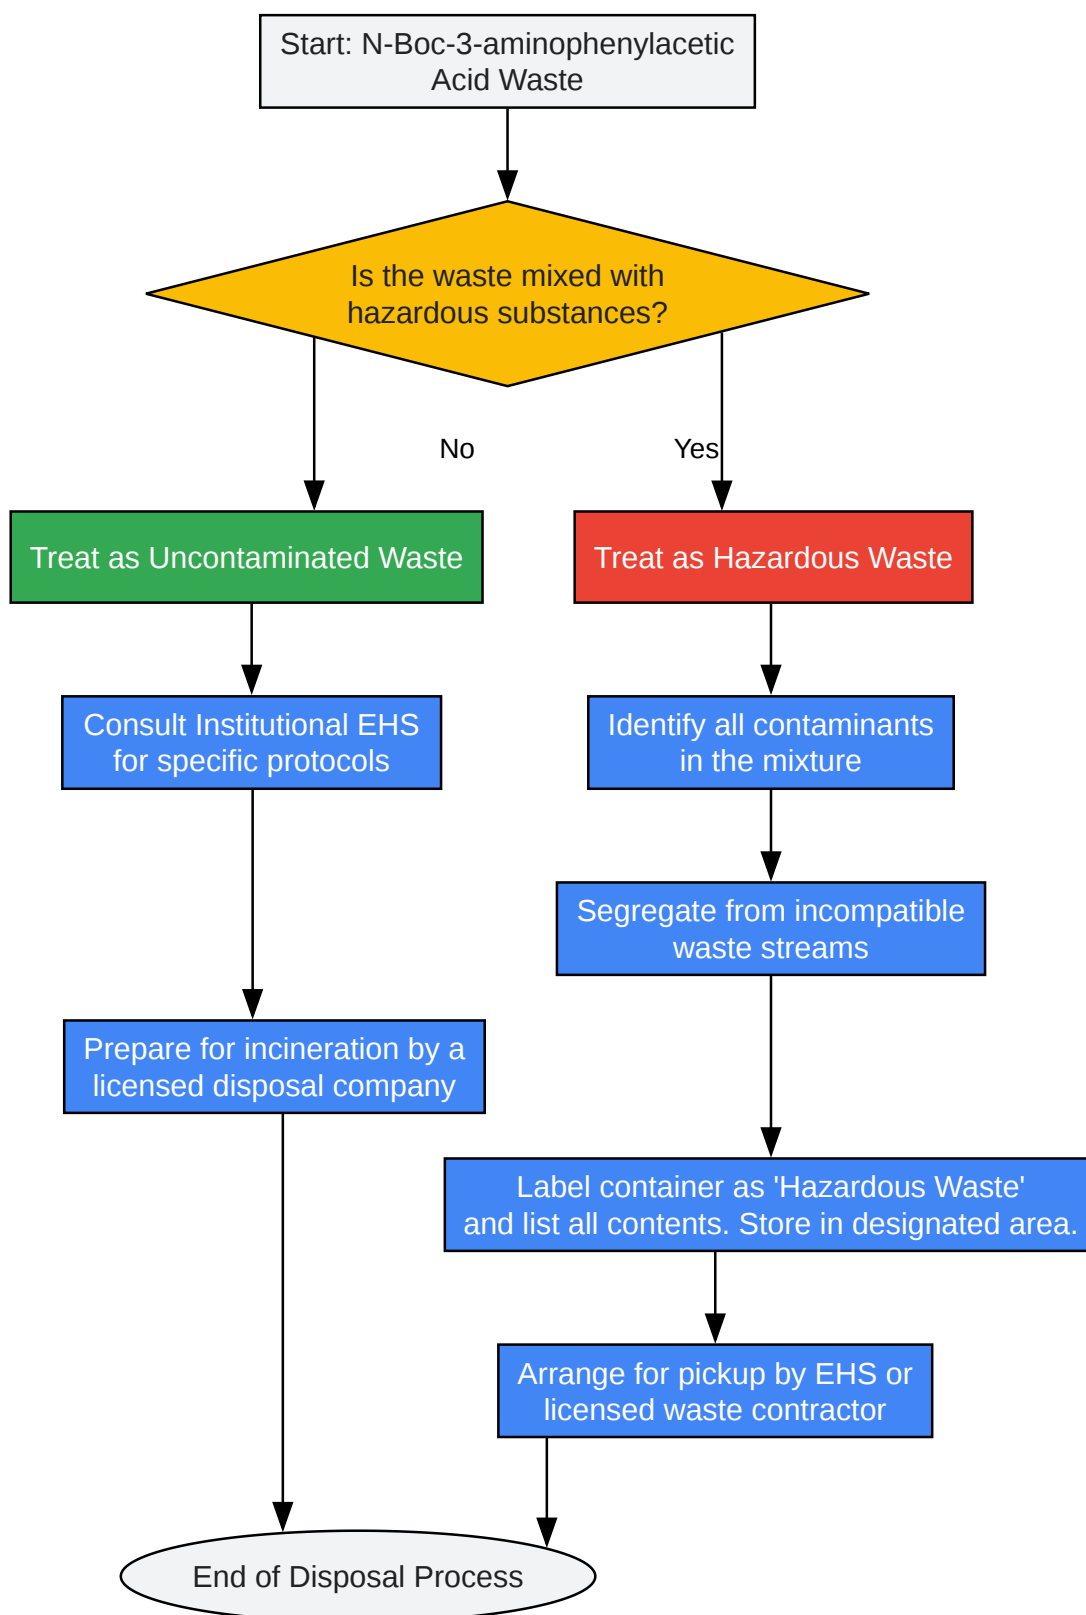 Start: N-Boc-3-aminophenylacetic
Acid Waste
Is the waste mixed with
hazardous substances?
No
Yes
Treat as Uncontaminated Waste
Treat as Hazardous Waste
Consult Institutional EHS
for specific protocols
Identify all contaminants
in the mixture
Segregate from incompatible
waste streams
Prepare for incineration by a
licensed disposal company
Label container as 'Hazardous Waste'
and list all contents. Store in designated area.
Arrange for pickup by EHS or
licensed waste contractor
End of Disposal Process